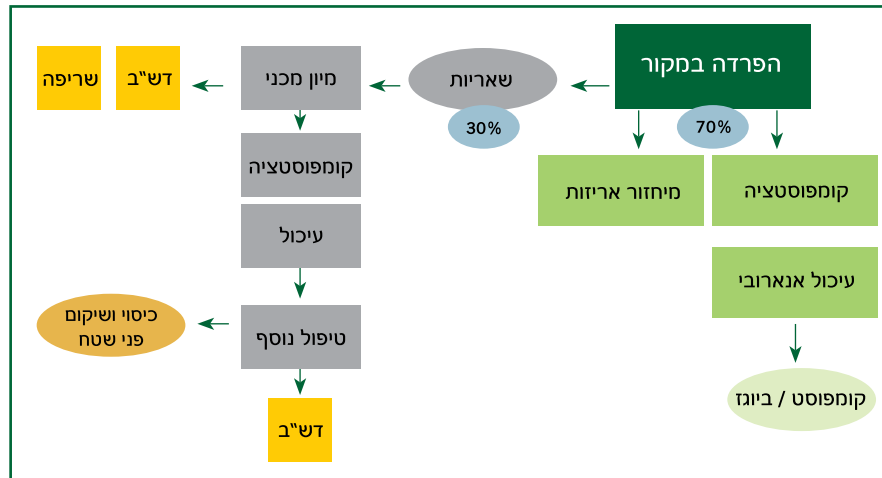 הפרדה במקור
70%
מיחזור אריזות
קומפוסטציה
עיכול אנארובי
קומפוסט / ביוגז
שאריות
30%
מיון מכני
דש״ב
שריפה
קומפוסטציה
עיכול
טיפול נוסף
כיסוי ושיקום
פני שטח
דש״ב